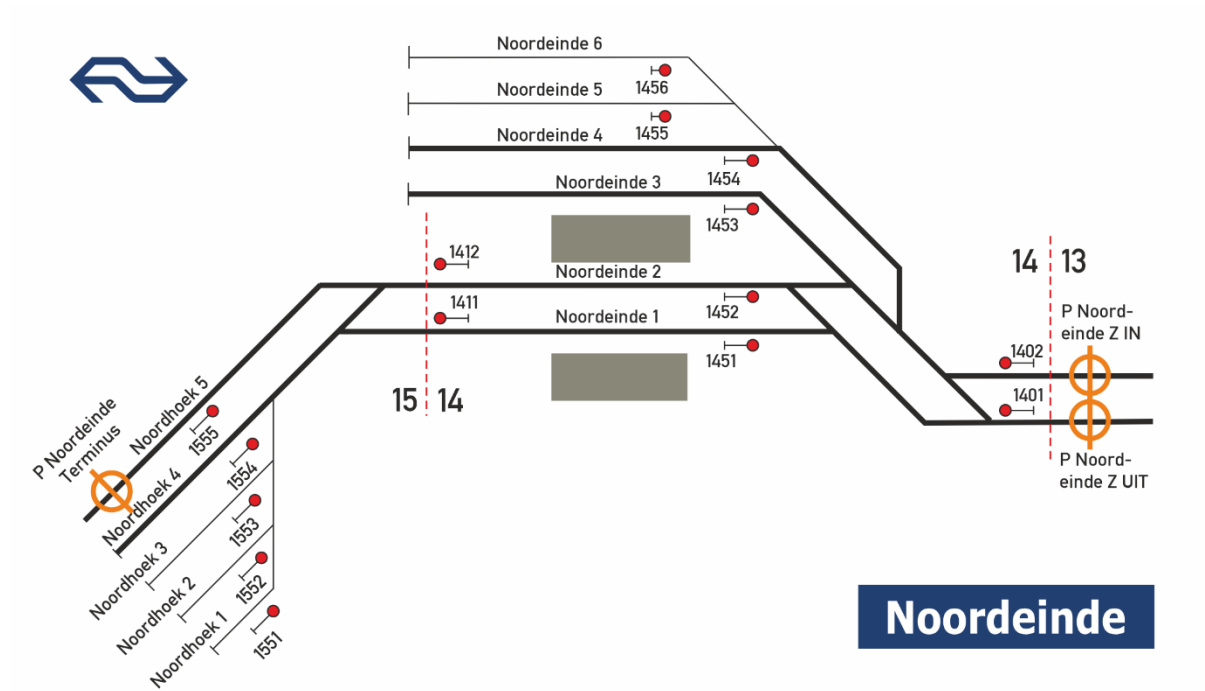 Noordeinde 6
1456
Noordeinde 5
1455
Noordeinde 4
1454
Noordeinde 3
1453
1412
Noordeinde 2
1452
1411
Noordeinde 1
1451
15
14
14
13
P Noord-
einde Z IN
1402
1401
P Noord-
einde Z UIT
P Noordeinde
Terminus
Noordhoek 5
1555
Noordhoek 4
1554
Noordhoek 3
1553
Noordhoek 2
1552
Noordhoek 1
1551
Noordeinde